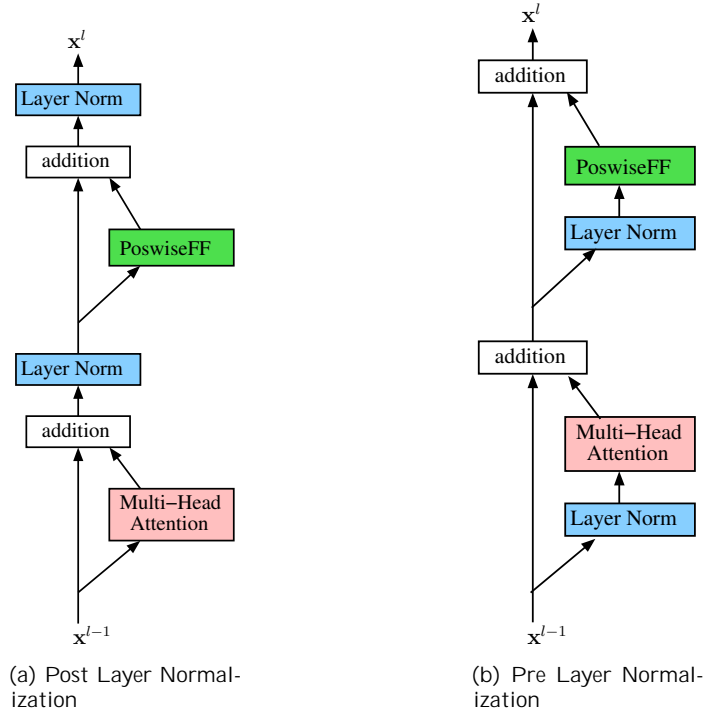 x^l
Layer Norm
addition
PoswiseFF
Layer Norm
addition
Multi−Head
Attention
x^{l−1}
(a) Post Layer Normal-
ization
x^l
addition
PoswiseFF
Layer Norm
addition
Multi−Head
Attention
Layer Norm
x^{l−1}
(b) Pre Layer Normal-
ization